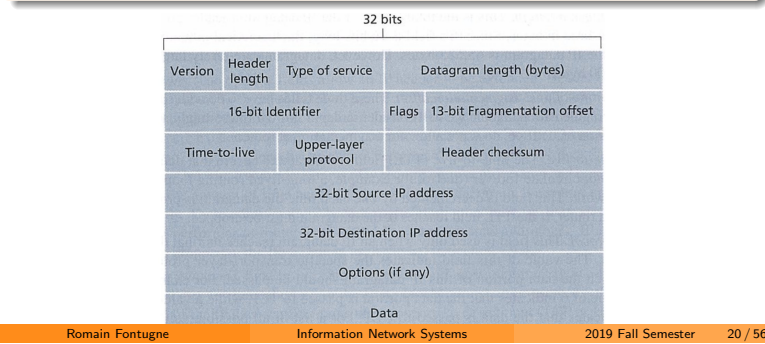 32 bits
Version Header length Type of service Datagram length (bytes)
16-bit Identifier Flags 13-bit Fragmentation offset
Time-to-live Upper-layer protocol Header checksum
32-bit Source IP address
32-bit Destination IP address
Options (if any)
Data
Romain Fontugne Information Network Systems 2019 Fall Semester 20 / 56